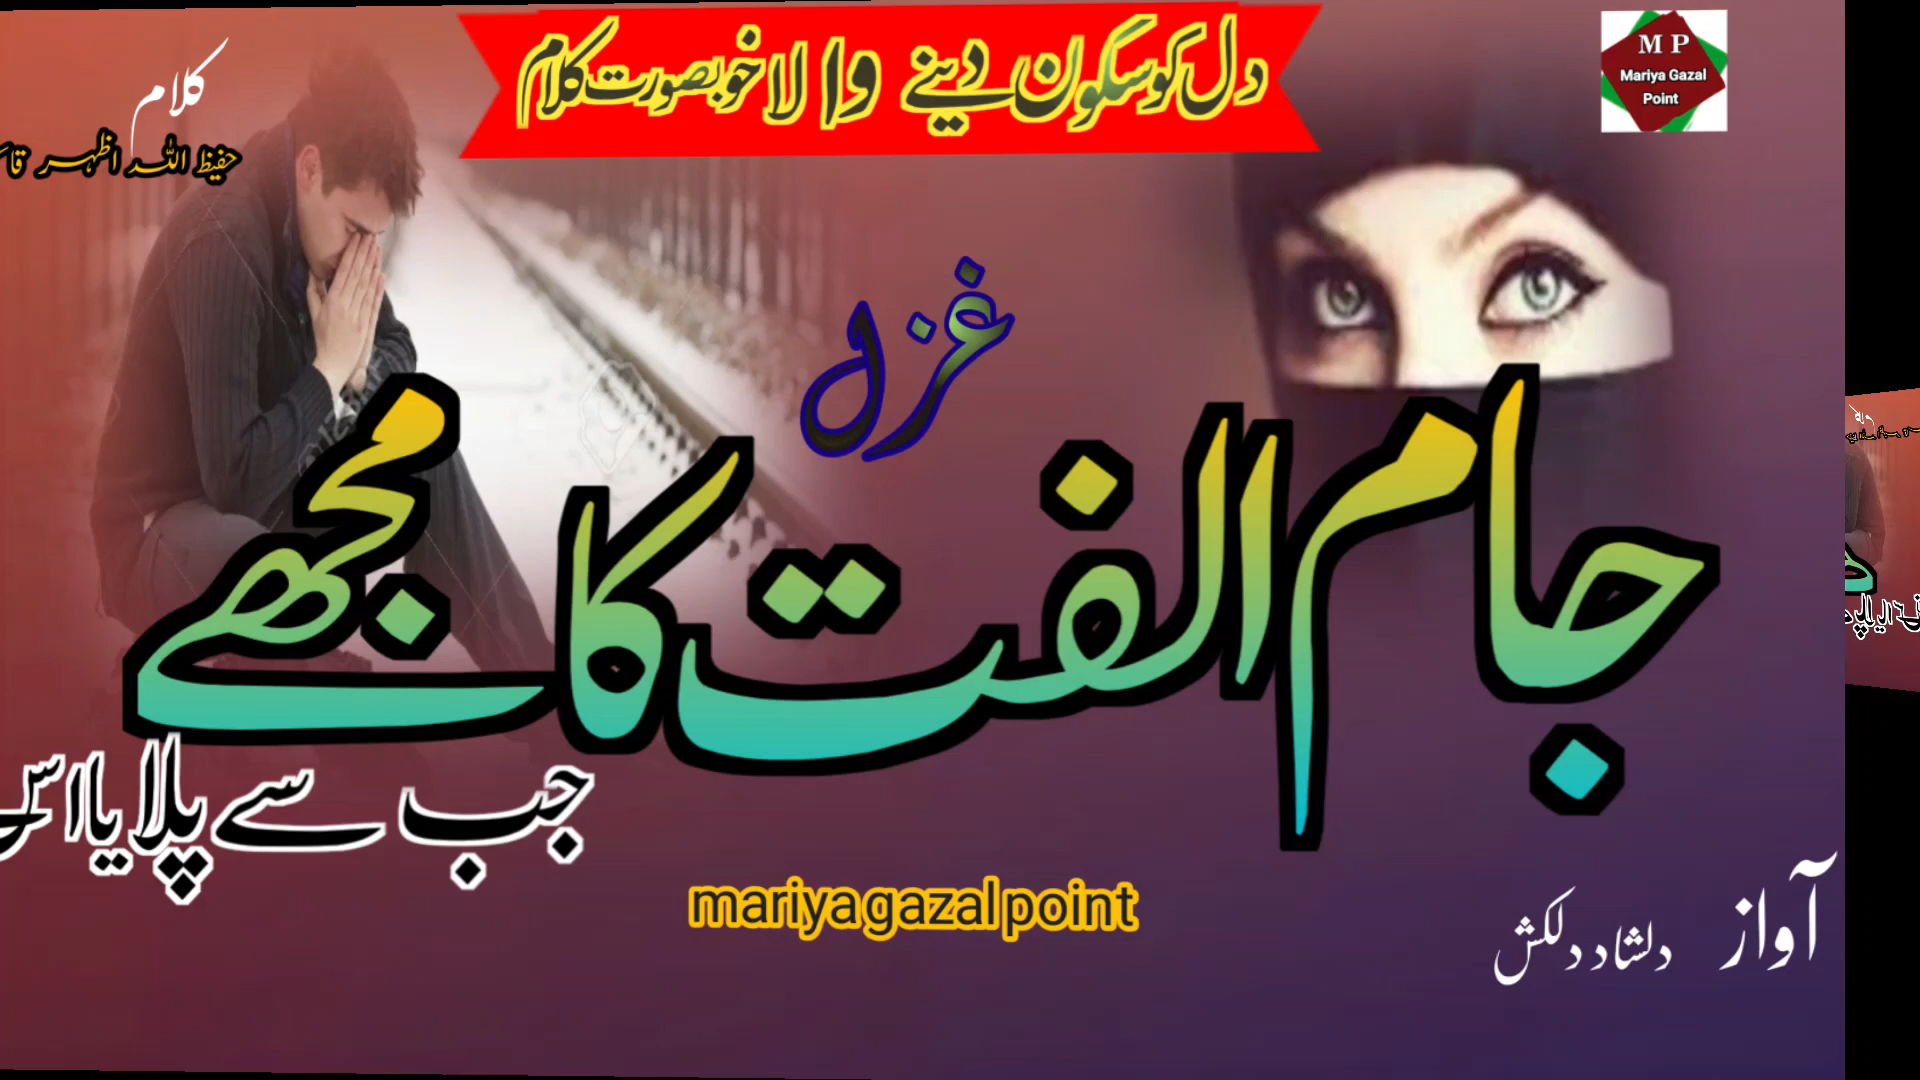 دل کو سکون دینے والا خوبصورت کلام
M P
Mariya Gazal
Point
کلام
حفیظ اللہ اظہر
غزل
جام الفت کا مجھے
جب سے پلایا اس
mariya gazal point
آواز
دلشاد دلکش